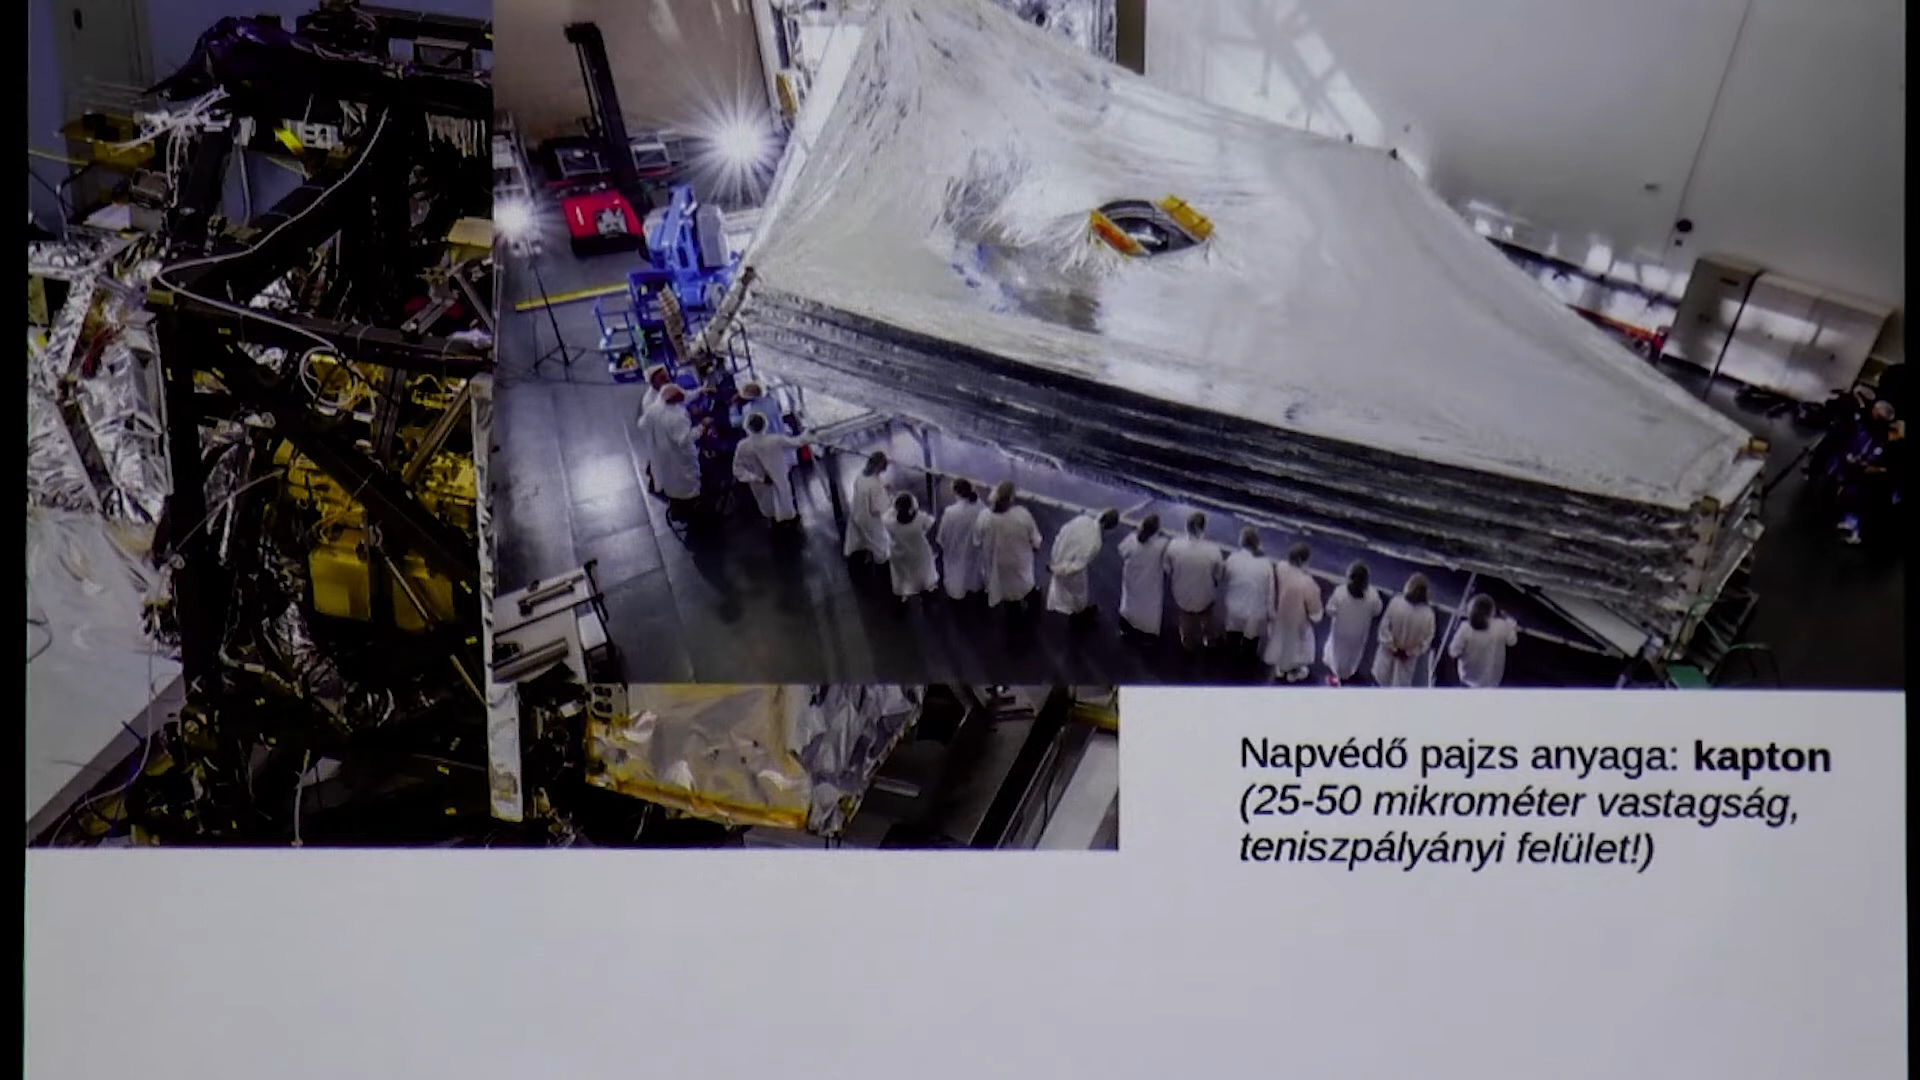 Napvédő pajzs anyaga: kapton
(25-50 mikrométer vastagság,
teniszpályányi felület!)